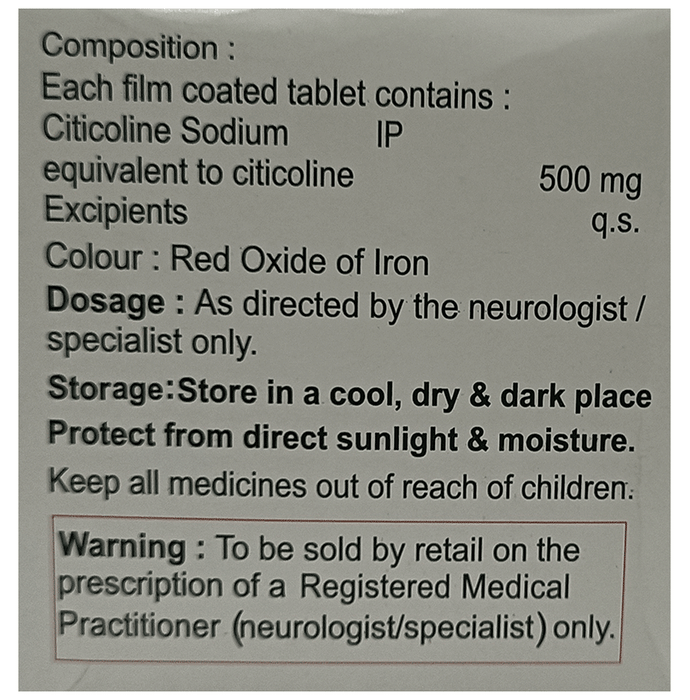 Composition :
Each film coated tablet contains :
Citicoline Sodium IP
equivalent to citicoline 500 mg
Excipients q.s.
Colour : Red Oxide of Iron
Dosage : As directed by the neurologist /
specialist only.
Storage:Store in a cool, dry & dark place
Protect from direct sunlight & moisture.
Keep all medicines out of reach of children.
Warning : To be sold by retail on the
prescription of a Registered Medical
Practitioner (neurologist/specialist) only.